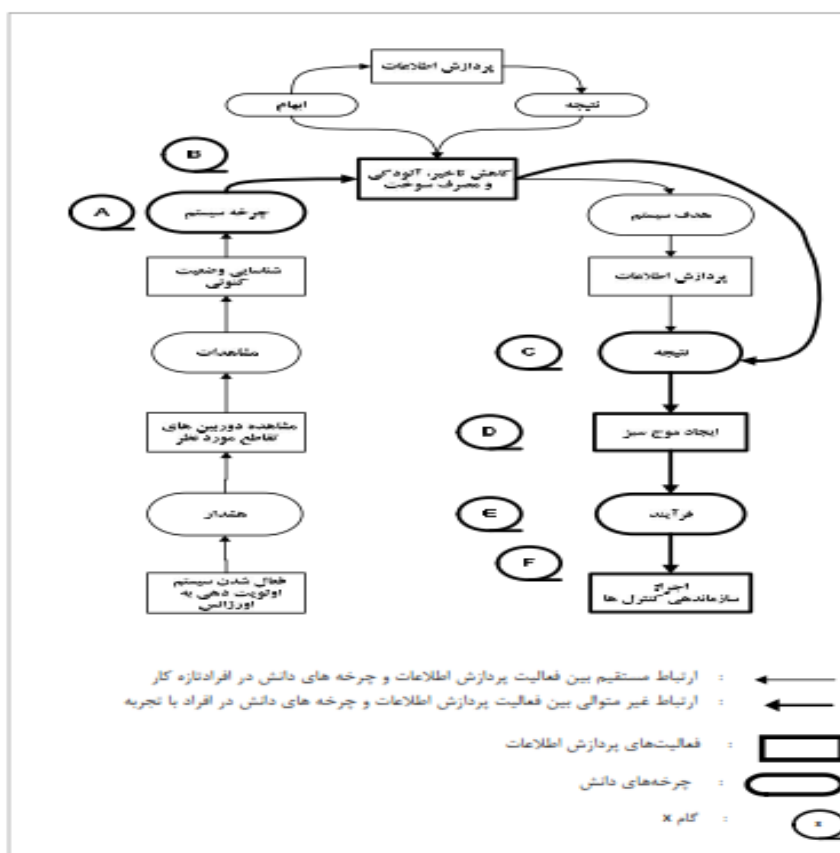 پردازش اطلاعات
ابهام
نتیجه
B
کاهش تاخیر، آلودگی
و مصرف سوخت
A
چرخه سیستم
هدف سیستم
شناسایی وضعیت
کنونی
پردازش اطلاعات
مشاهدات
C
نتیجه
مشاهده دوربین های
تقاطع مورد نظر
D
ایجاد موج سبز
هشدار
E
فرآیند
F
فعال شدن سیستم
اولویت دهی به
اورژانس
اجرا؛
سازماندهی کنترل ها
: ارتباط مستقیم بین فعالیت پردازش اطلاعات و چرخه های دانش در افرادتازه کار
: ارتباط غیر متوالی بین فعالیت پردازش اطلاعات و چرخه های دانش در افراد با تجربه
: فعالیت‌های پردازش اطلاعات
: چرخه‌های دانش
: گام x
x